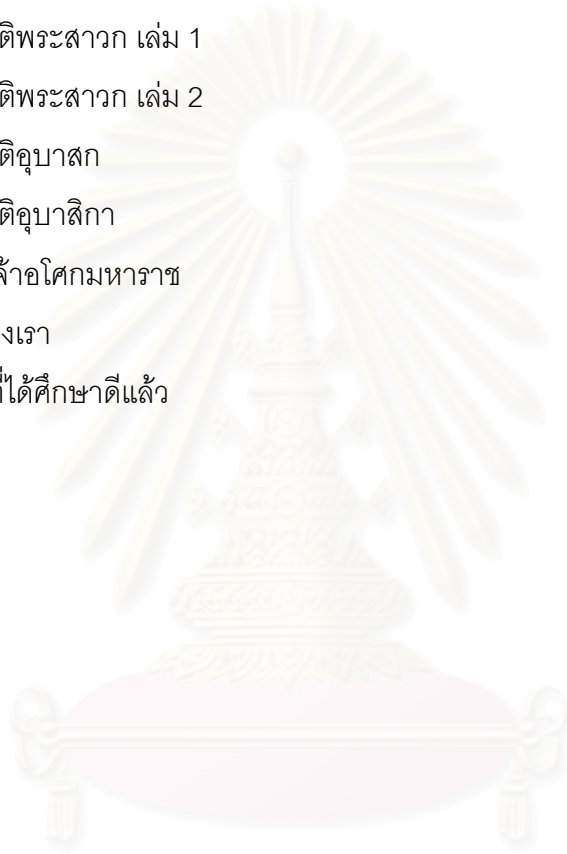 ติพระสาวก เล่ม 1
ติพระสาวก เล่ม 2
ติอุบาสก
ติอุบาสิกา
จ้าอโศกมหาราช
งเรา
ที่ได้ศึกษาดีแล้ว